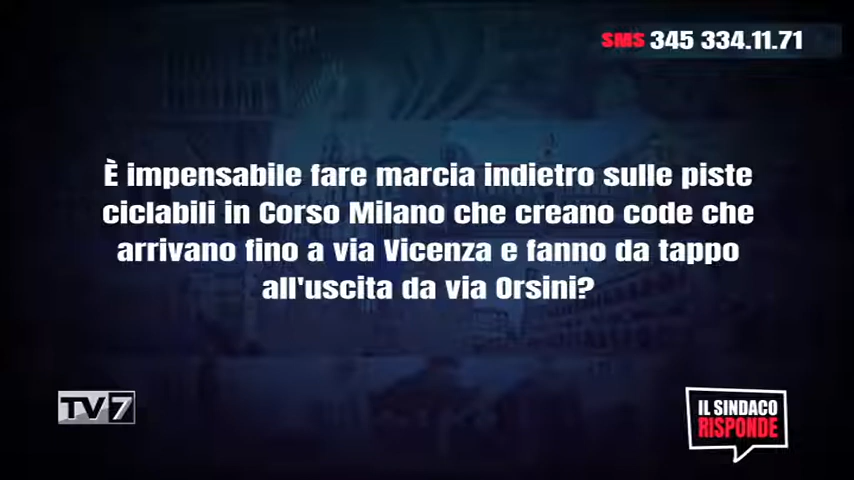 SMS 345 334.11.71
È impensabile fare marcia indietro sulle piste
ciclabili in Corso Milano che creano code che
arrivano fino a via Vicenza e fanno da tappo
all'uscita da via Orsini?
TV7
IL SINDACO
RISPONDE